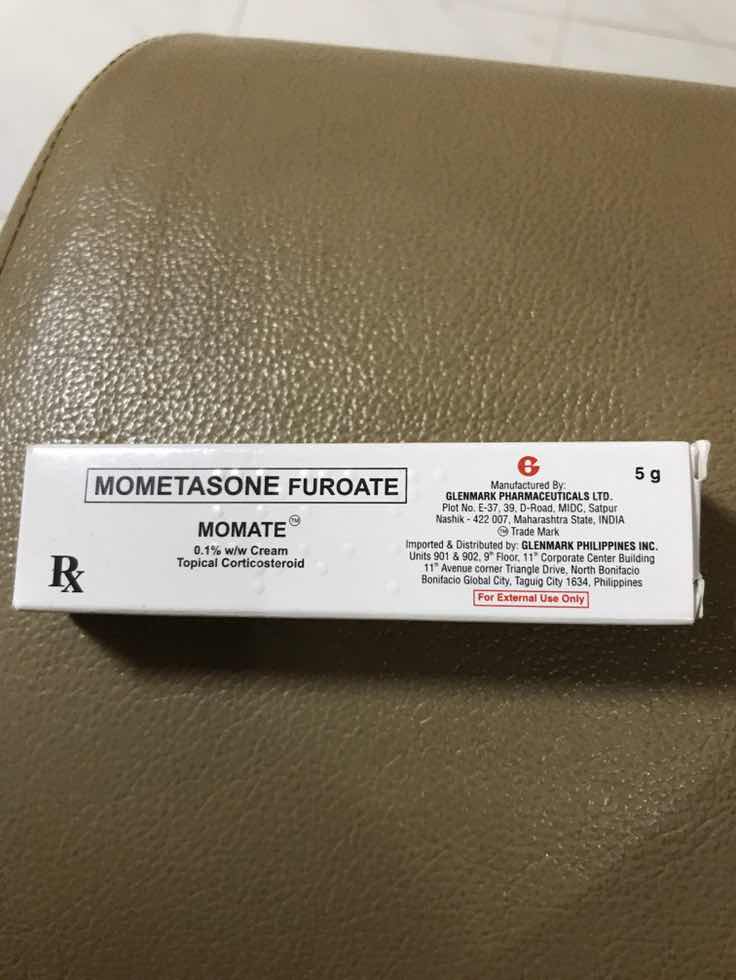 MOMETASONE FUROATE
MOMATE™
0.1% w/w Cream
Topical Corticosteroid
Rx
Manufactured By:
GLENMARK PHARMACEUTICALS LTD.
Plot No. E-37, 39, D-Road, MIDC, Satpur
Nashik - 422 007, Maharashtra State, INDIA
™ Trade Mark
Imported & Distributed by: GLENMARK PHILIPPINES INC.
Units 901 & 902, 9th Floor, 11th Corporate Center Building
11th Avenue corner Triangle Drive, North Bonifacio
Bonifacio Global City, Taguig City 1634, Philippines
For External Use Only
5 g